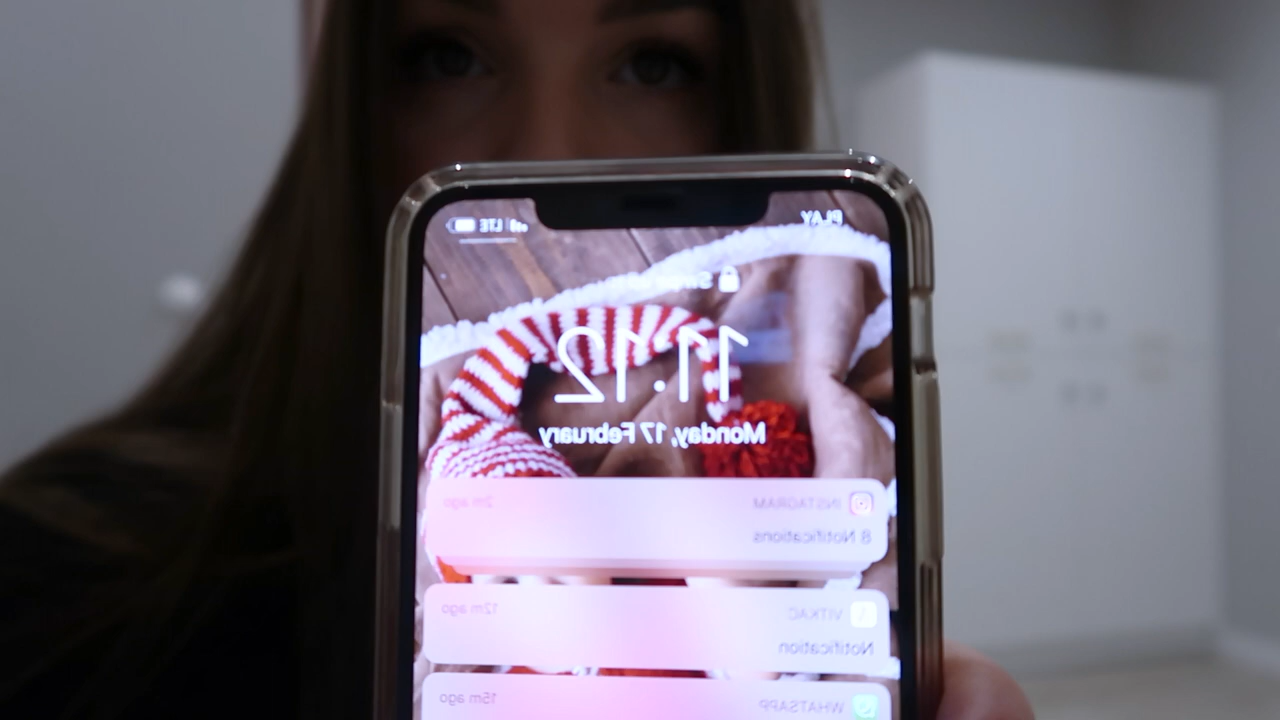 PLAY
LTE
11:12
Monday, 17 February
INSTAGRAM 2m ago
8 Notifications
VITKAC 12m ago
Notification
WHATSAPP 15m ago